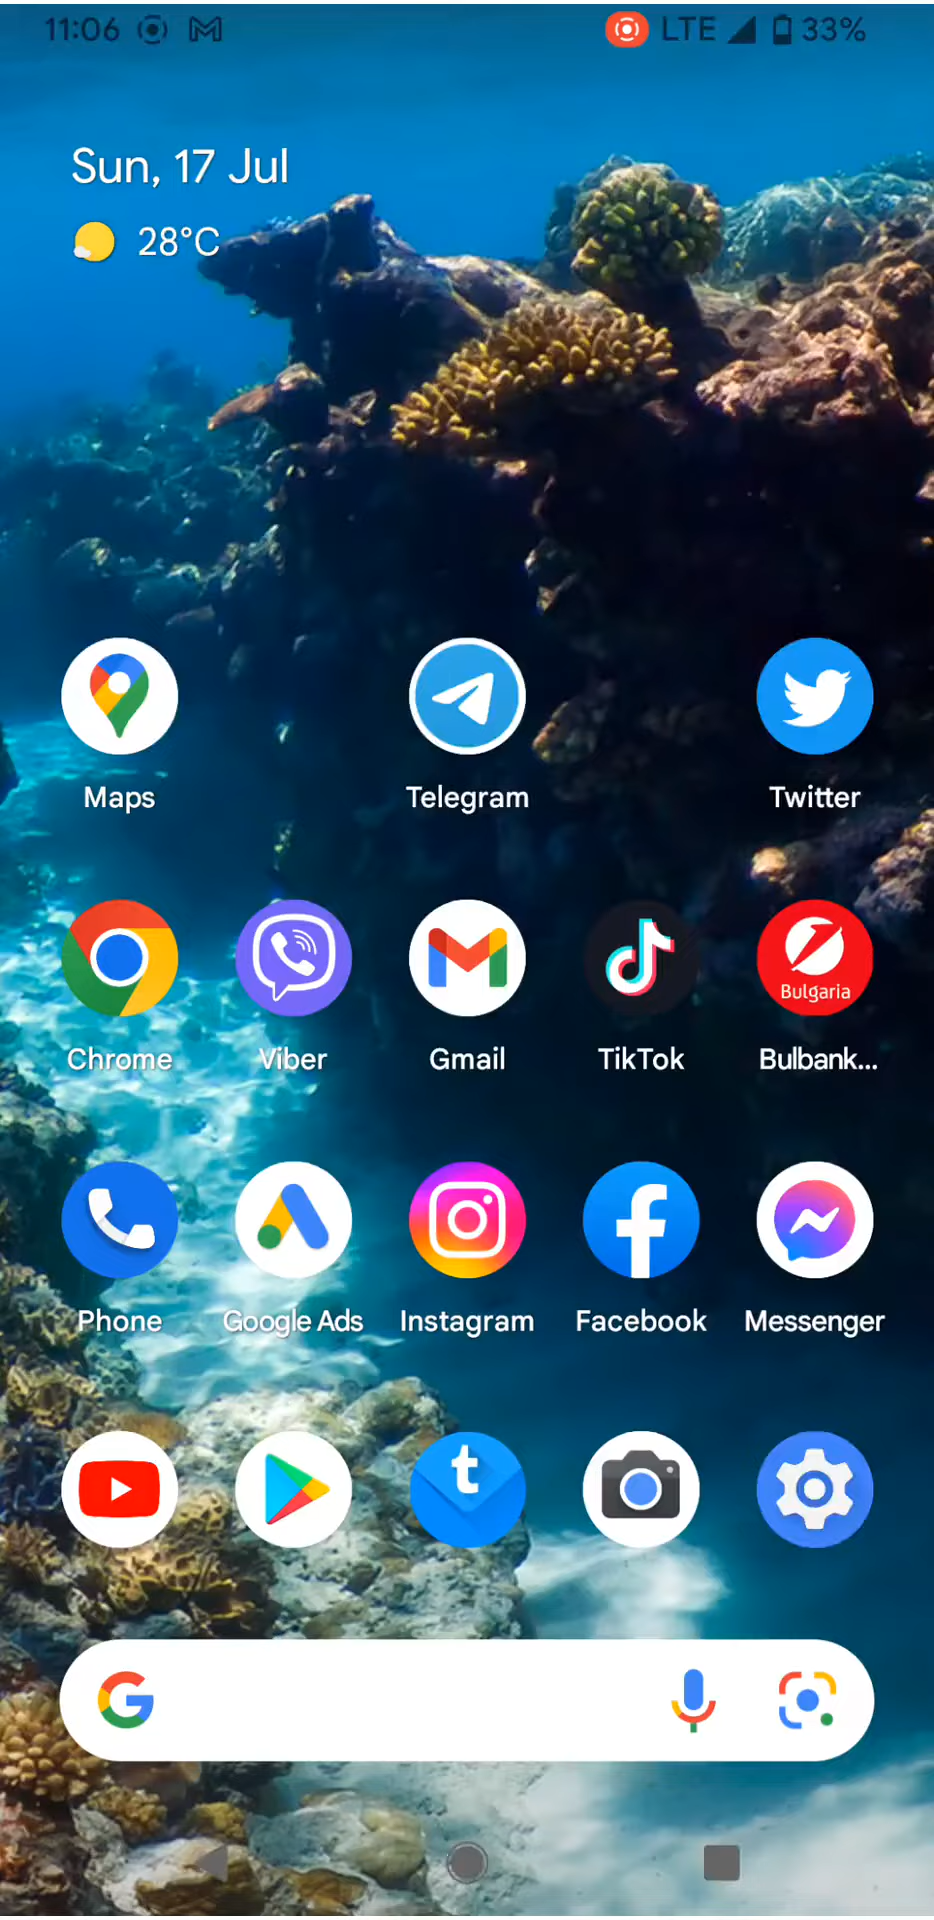 11:06 LTE 33%
Sun, 17 Jul
28°C
Maps Telegram Twitter
Bulgaria
Chrome Viber Gmail TikTok Bulbank...
Phone Google Ads Instagram Facebook Messenger
t